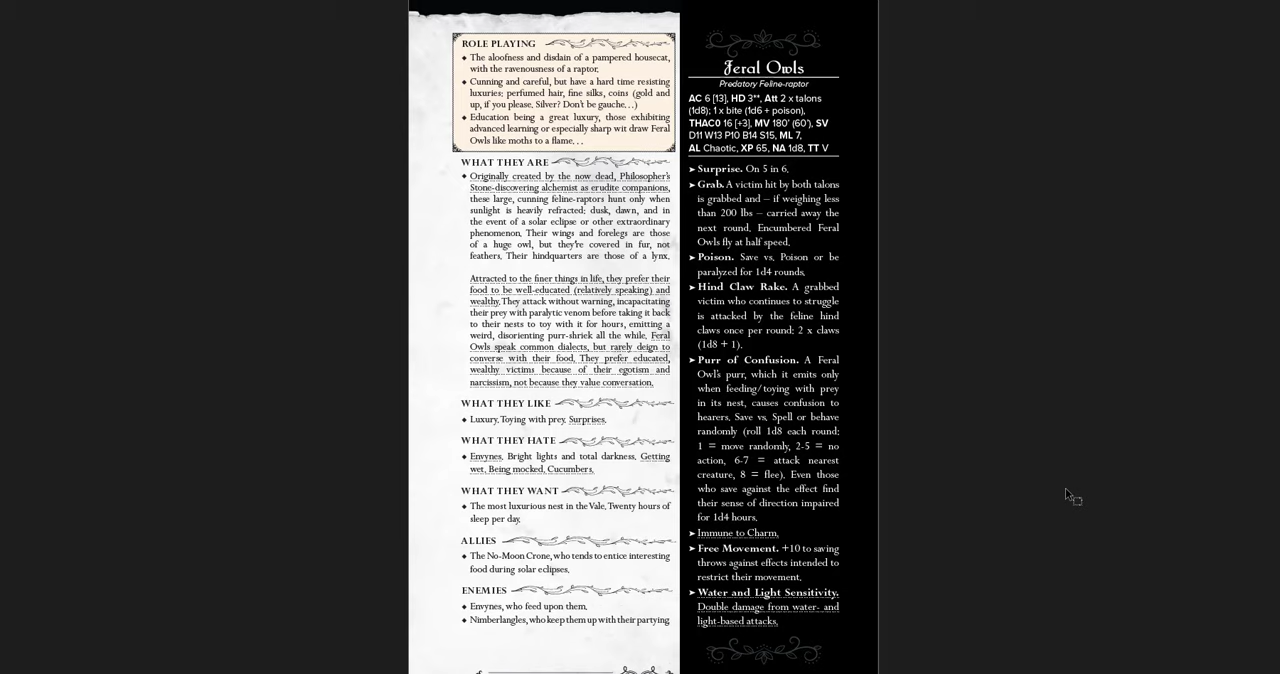 ROLE PLAYING
◆ The aloofness and disdain of a pampered housecat,
with the ravenousness of a raptor.
◆ Cunning and careful, but have a hard time resisting
luxuries: perfumed hair, fine silks, coins (gold and
up, if you please. Silver? Don't be gauche. . .)
◆ Education being a great luxury, those exhibiting
advanced learning or especially sharp wit draw Feral
Owls like moths to a flame. . .
WHAT THEY ARE
◆ Originally created by the now dead, Philosopher's
Stone-discovering alchemist as erudite companions,
these large, cunning feline-raptors hunt only when
sunlight is heavily refracted: dusk, dawn, and in
the event of a solar eclipse or other extraordinary
phenomenon. Their wings and forelegs are those
of a huge owl, but they're covered in fur, not
feathers. Their hindquarters are those of a lynx.
Attracted to the finer things in life, they prefer their
food to be well-educated (relatively speaking) and
wealthy. They attack without warning, incapacitating
their prey with paralytic venom before taking it back
to their nests to toy with it for hours, emitting a
weird, disorienting purr-shriek all the while. Feral
Owls speak common dialects, but rarely deign to
converse with their food. They prefer educated,
wealthy victims because of their egotism and
narcissism, not because they value conversation.
WHAT THEY LIKE
◆ Luxury. Toying with prey. Surprises.
WHAT THEY HATE
◆ Envynes. Bright lights and total darkness. Getting
wet. Being mocked. Cucumbers.
WHAT THEY WANT
◆ The most luxurious nest in the Vale. Twenty hours of
sleep per day.
ALLIES
◆ The No-Moon Crone, who tends to entice interesting
food during solar eclipses.
ENEMIES
◆ Envynes, who feed upon them.
◆ Nimberlangles, who keep them up with their partying
Feral Owls
Predatory Feline-raptor
AC 6 [13], HD 3**, Att 2 x talons
(1d8); 1 x bite (1d6 + poison),
THAC0 16 [+3], MV 180' (60'), SV
D11 W13 P10 B14 S15, ML 7,
AL Chaotic, XP 65, NA 1d8, TT V
➤ Surprise. On 5 in 6.
➤ Grab. A victim hit by both talons
is grabbed and – if weighing less
than 200 lbs – carried away the
next round. Encumbered Feral
Owls fly at half speed.
➤ Poison. Save vs. Poison or be
paralyzed for 1d4 rounds.
➤ Hind Claw Rake. A grabbed
victim who continues to struggle
is attacked by the feline hind
claws once per round: 2 x claws
(1d8 + 1).
➤ Purr of Confusion. A Feral
Owl's purr, which it emits only
when feeding/toying with prey
in its nest, causes confusion to
hearers. Save vs. Spell or behave
randomly (roll 1d8 each round:
1 = move randomly, 2-5 = no
action, 6-7 = attack nearest
creature, 8 = flee). Even those
who save against the effect find
their sense of direction impaired
for 1d4 hours.
➤ Immune to Charm.
➤ Free Movement. +10 to saving
throws against effects intended to
restrict their movement.
➤ Water and Light Sensitivity.
Double damage from water- and
light-based attacks.